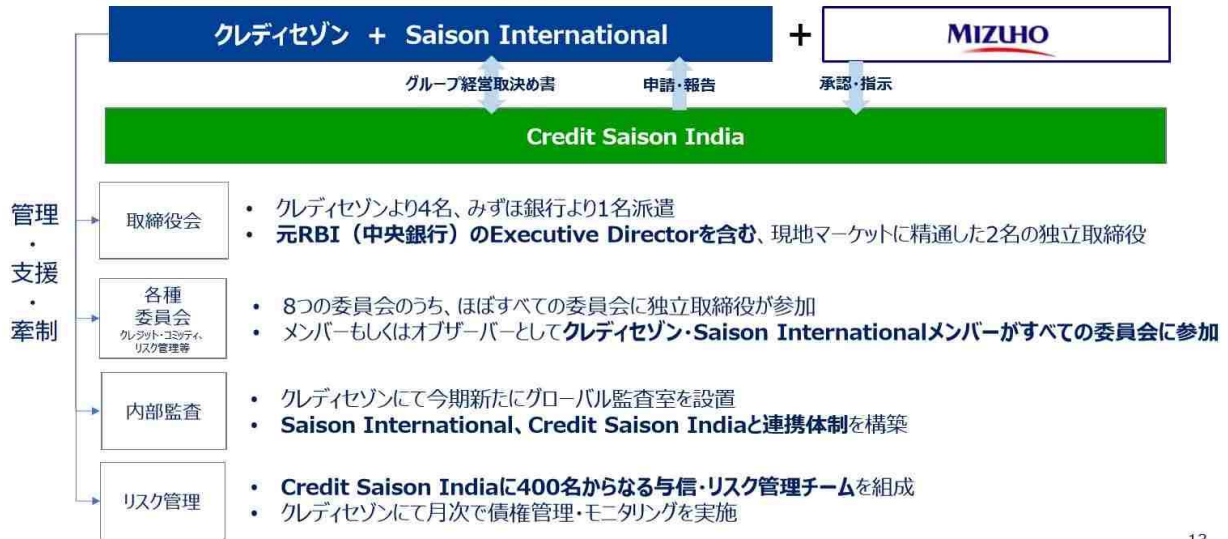 クレディセゾン + Saison International + MIZUHO
グループ経営取決め書 申請・報告 承認・指示
Credit Saison India
管理・支援・牽制
取締役会
• クレディセゾンより4名、みずほ銀行より1名派遣
• 元RBI（中央銀行）のExecutive Directorを含む、現地マーケットに精通した2名の独立取締役
各種
委員会
クレジット・コミッティ、
リスク管理等
• 8つの委員会のうち、ほぼすべての委員会に独立取締役が参加
• メンバーもしくはオブザーバーとしてクレディセゾン・Saison Internationalメンバーがすべての委員会に参加
内部監査
• クレディセゾンにて今期新たにグローバル監査室を設置
• Saison International、Credit Saison Indiaと連携体制を構築
リスク管理
• Credit Saison Indiaに400名からなる与信・リスク管理チームを組成
• クレディセゾンにて月次で債権管理・モニタリングを実施
13